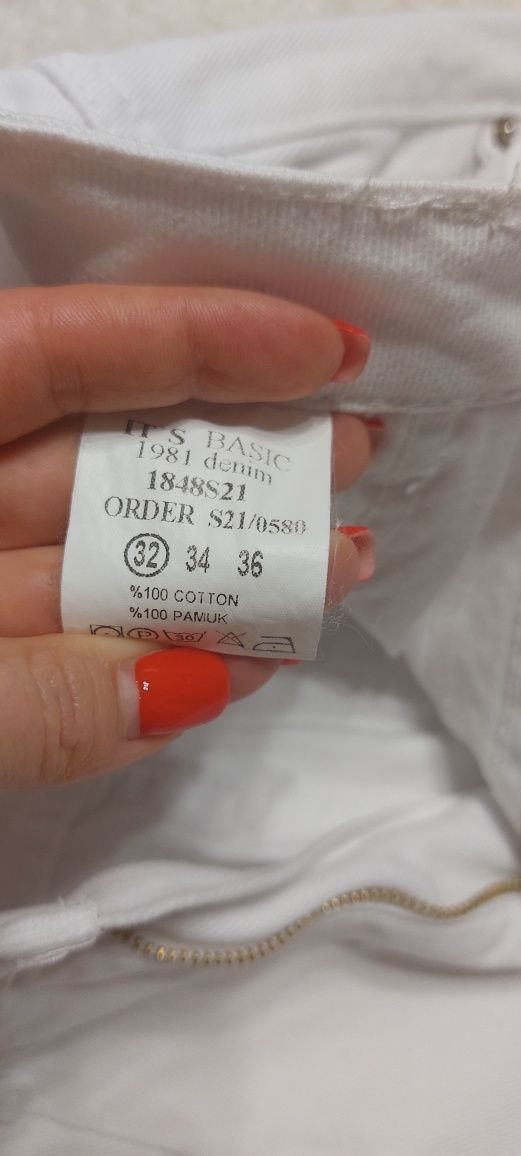 IT'S BASIC
1981 denim
1848S21
ORDER S21/0580
32 34 36
%100 COTTON
%100 PAMUK
P 30